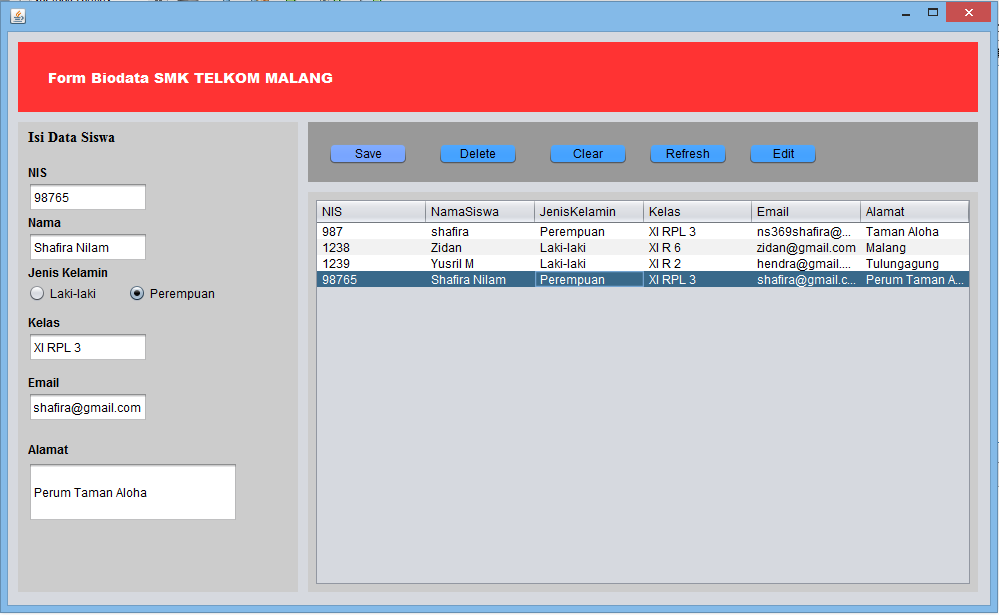 Form Biodata SMK TELKOM MALANG
Isi Data Siswa
NIS
98765
Nama
Shafira Nilam
Jenis Kelamin
Laki-laki Perempuan
Kelas
XI RPL 3
Email
shafira@gmail.com
Alamat
Perum Taman Aloha
Save Delete Clear Refresh Edit
NIS NamaSiswa JenisKelamin Kelas Email Alamat
987 shafira Perempuan XI RPL 3 ns369shafira@... Taman Aloha
1238 Zidan Laki-laki XI R 6 zidan@gmail.com Malang
1239 Yusril M Laki-laki XI R 2 hendra@gmail.... Tulungagung
98765 Shafira Nilam Perempuan XI RPL 3 shafira@gmail.c... Perum Taman A...